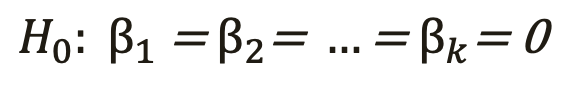 H₀: β₁ = β₂ = ... = βₖ = 0